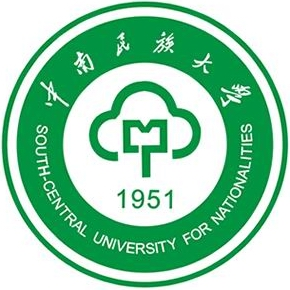 中南民族大学
1951
SOUTH-CENTRAL UNIVERSITY FOR NATIONALITIES